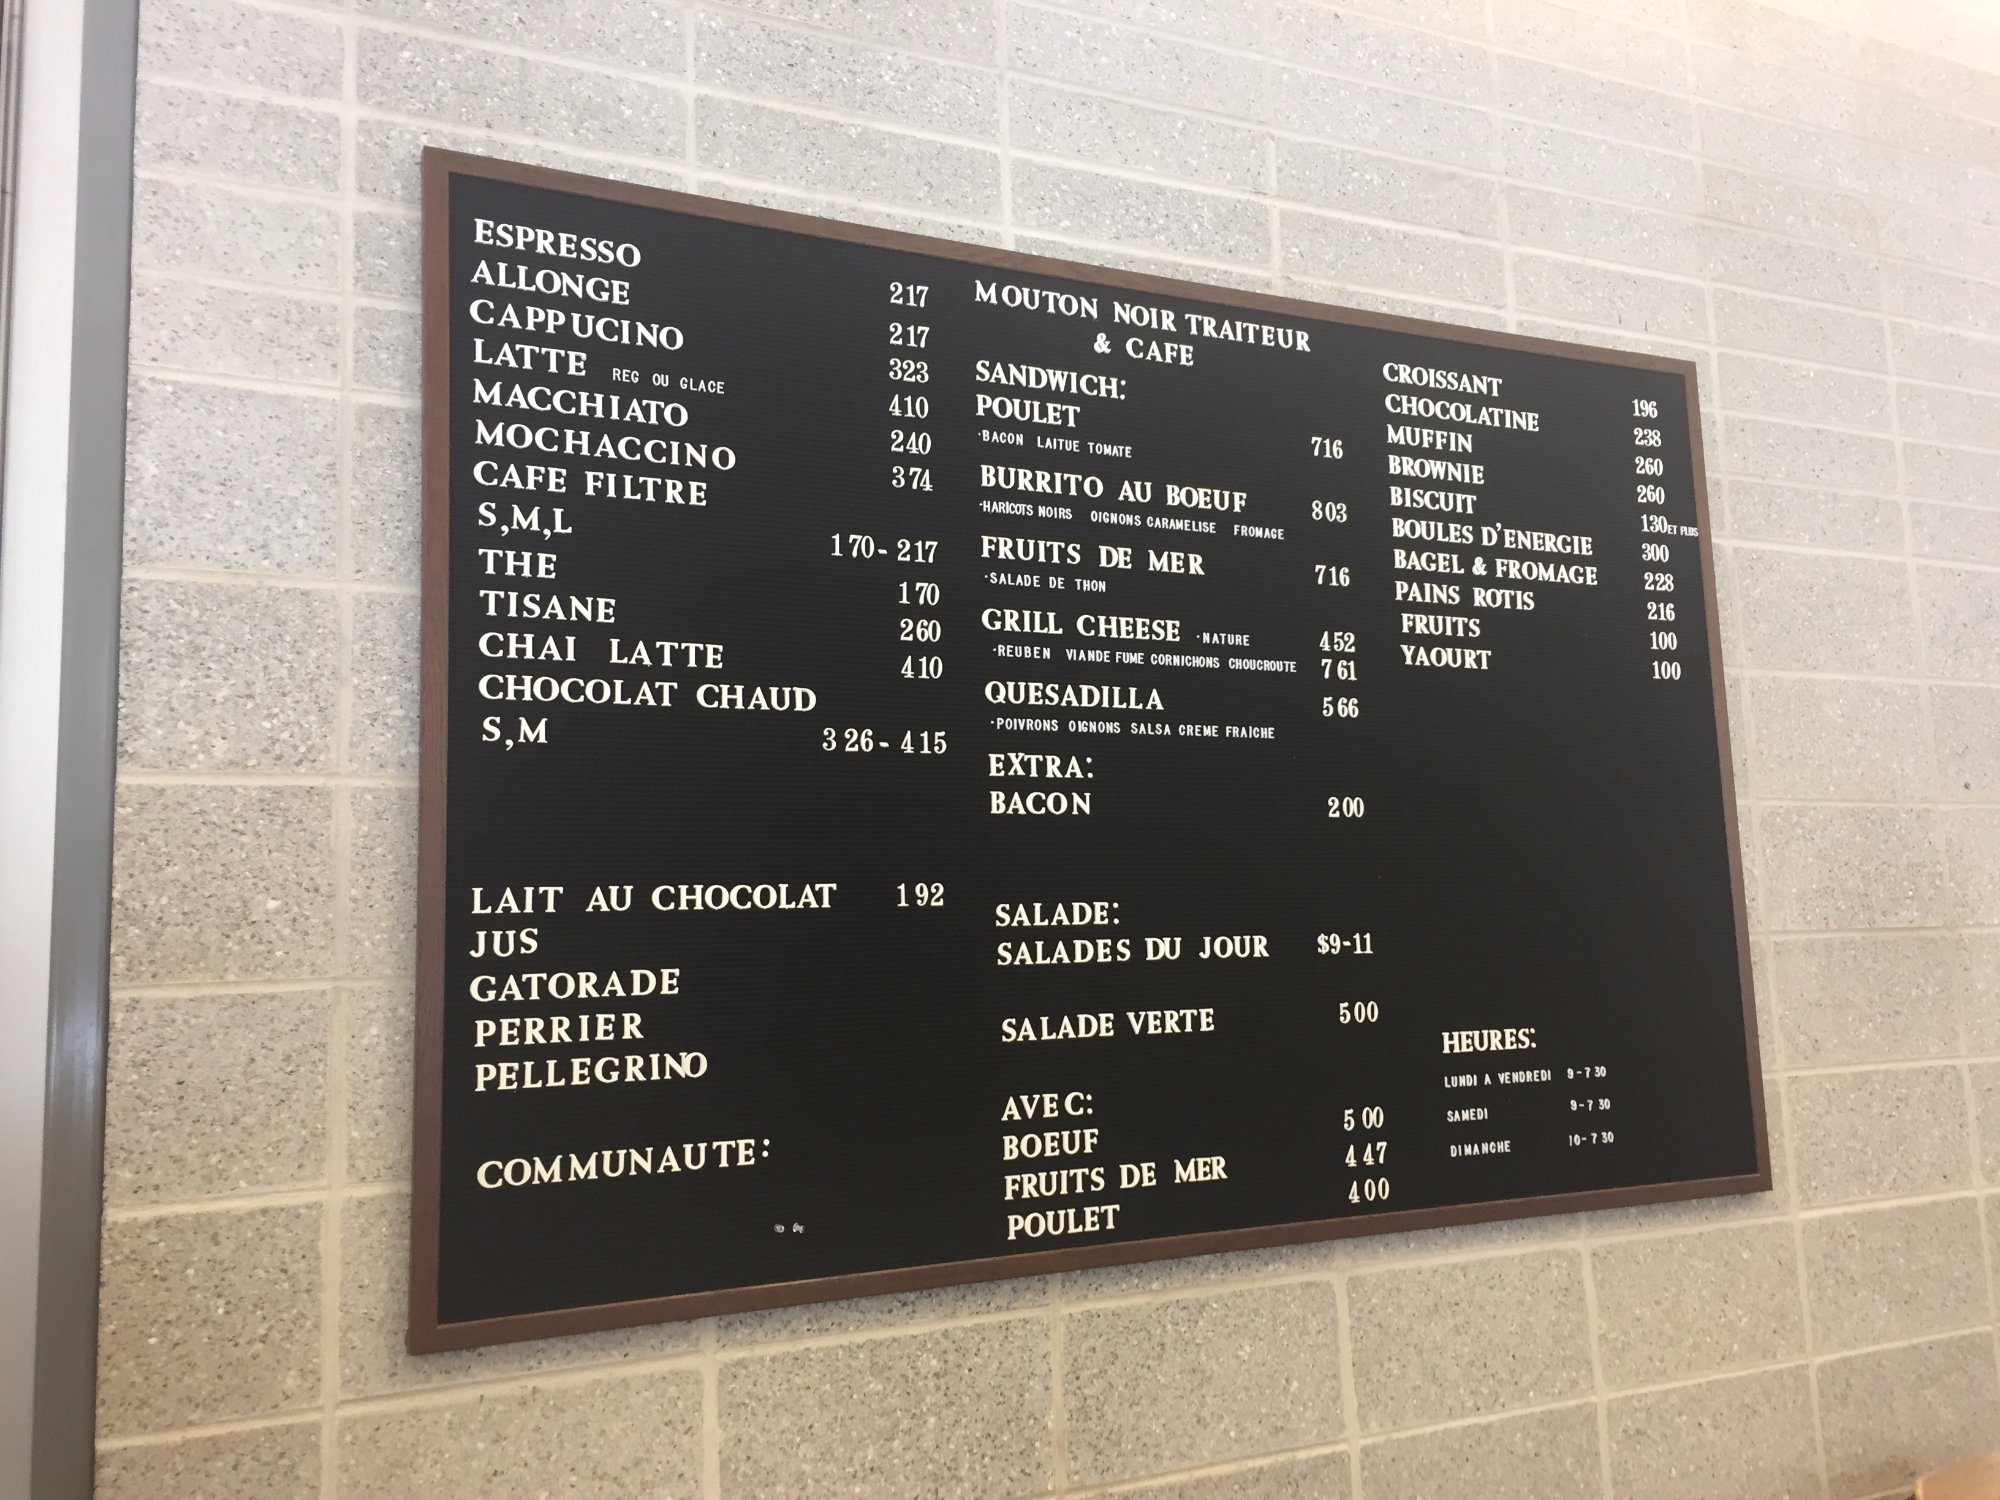 ESPRESSO 217
ALLONGE 217
CAPPUCINO 323
LATTE REG OU GLACE 410
MACCHIATO 240
MOCHACCINO 374
CAFE FILTRE
S,M,L 170-217
THE 170
TISANE 260
CHAI LATTE 410
CHOCOLAT CHAUD
S,M 326-415
LAIT AU CHOCOLAT 192
JUS
GATORADE
PERRIER
PELLEGRINO
COMMUNAUTE:
MOUTON NOIR TRAITEUR
& CAFE
SANDWICH:
POULET
·BACON LAITUE TOMATE 716
BURRITO AU BOEUF 803
·HARICOTS NOIRS OIGNONS CARAMELISE FROMAGE
FRUITS DE MER 716
·SALADE DE THON
GRILL CHEESE ·NATURE 452
·REUBEN VIANDE FUME CORNICHONS CHOUCROUTE 761
QUESADILLA 566
·POIVRONS OIGNONS SALSA CREME FRAICHE
EXTRA:
BACON 200
SALADE:
SALADES DU JOUR $9-11
SALADE VERTE 500
AVEC:
BOEUF 500
FRUITS DE MER 447
POULET 400
CROISSANT 196
CHOCOLATINE 238
MUFFIN 260
BROWNIE 260
BISCUIT 130 ET PLUS
BOULES D'ENERGIE 300
BAGEL & FROMAGE 228
PAINS ROTIS 216
FRUITS 100
YAOURT 100
HEURES:
LUNDI A VENDREDI 9-730
SAMEDI 9-730
DIMANCHE 10-730